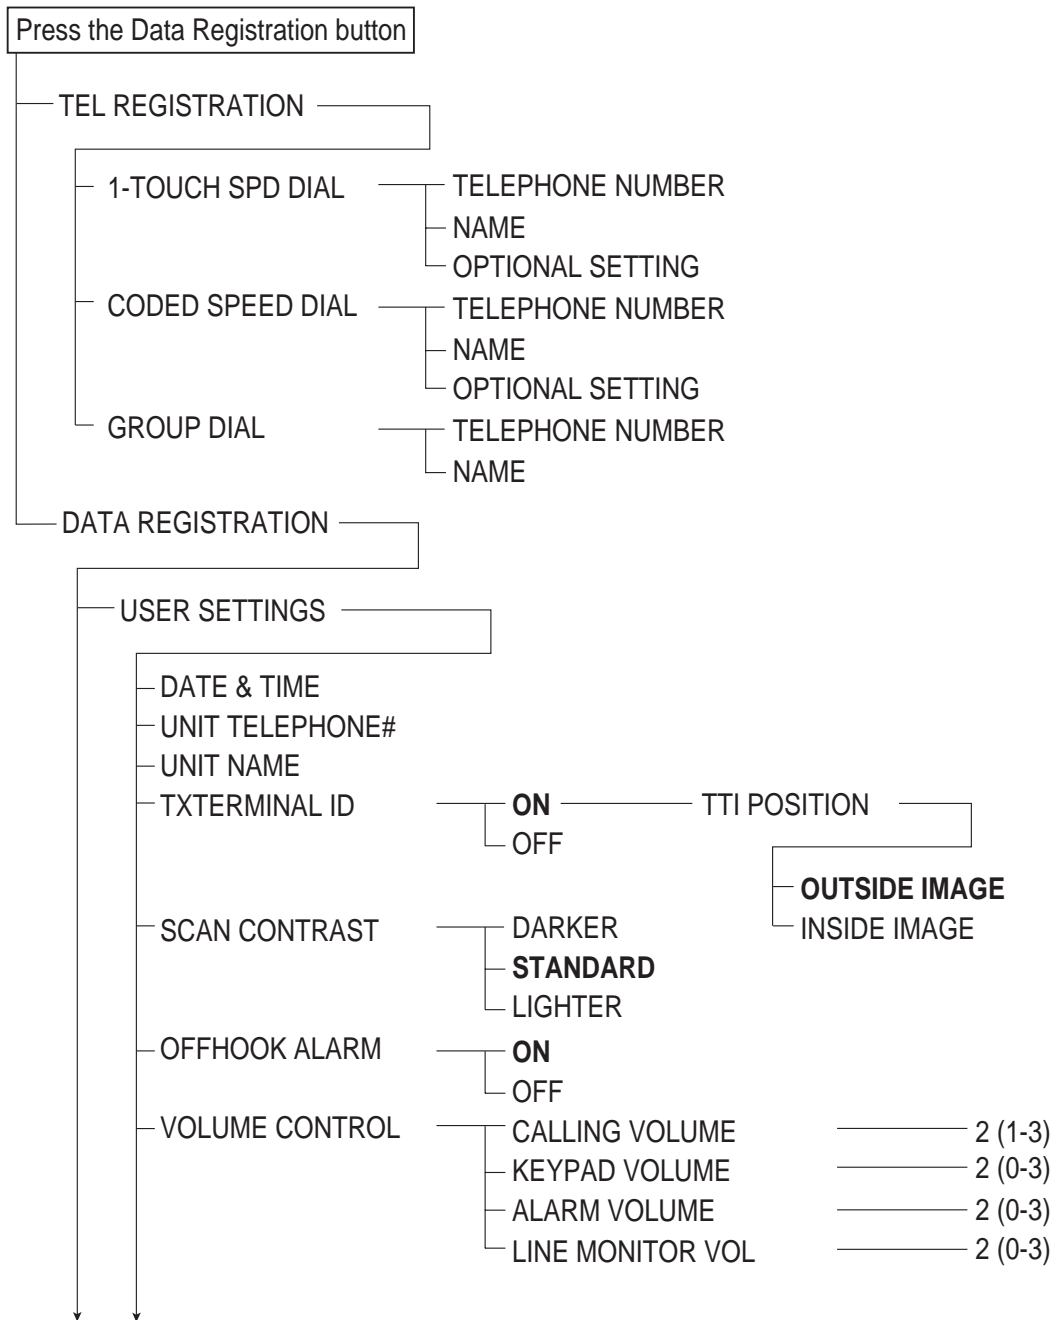 Press the Data Registration button
TEL REGISTRATION
1-TOUCH SPD DIAL TELEPHONE NUMBER
NAME
OPTIONAL SETTING
CODED SPEED DIAL TELEPHONE NUMBER
NAME
OPTIONAL SETTING
GROUP DIAL TELEPHONE NUMBER
NAME
DATA REGISTRATION
USER SETTINGS
DATE & TIME
UNIT TELEPHONE#
UNIT NAME
TXTERMINAL ID ON TTI POSITION
OFF
OUTSIDE IMAGE
INSIDE IMAGE
SCAN CONTRAST DARKER
STANDARD
LIGHTER
OFFHOOK ALARM ON
OFF
VOLUME CONTROL CALLING VOLUME 2 (1-3)
KEYPAD VOLUME 2 (0-3)
ALARM VOLUME 2 (0-3)
LINE MONITOR VOL 2 (0-3)